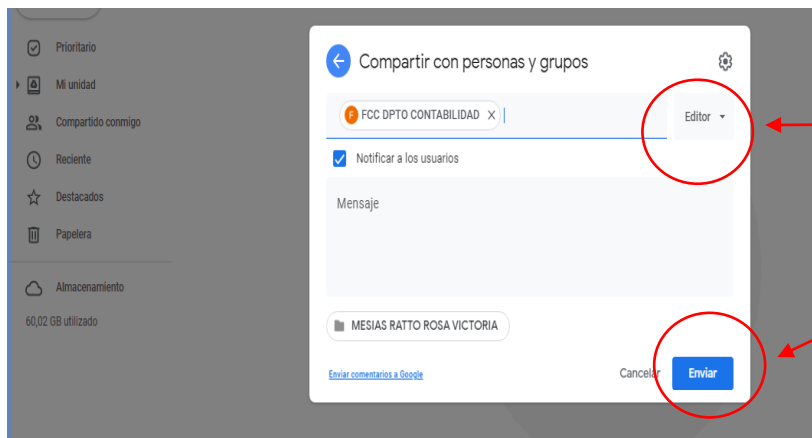 Prioritario
Mi unidad
Compartido conmigo
Reciente
Destacados
Papelera
Almacenamiento
60,02 GB utilizado
Compartir con personas y grupos
F FCC DPTO CONTABILIDAD X
Editor
Notificar a los usuarios
Mensaje
MESIAS RATTO ROSA VICTORIA
Enviar comentarios a Google
Cancelar
Enviar